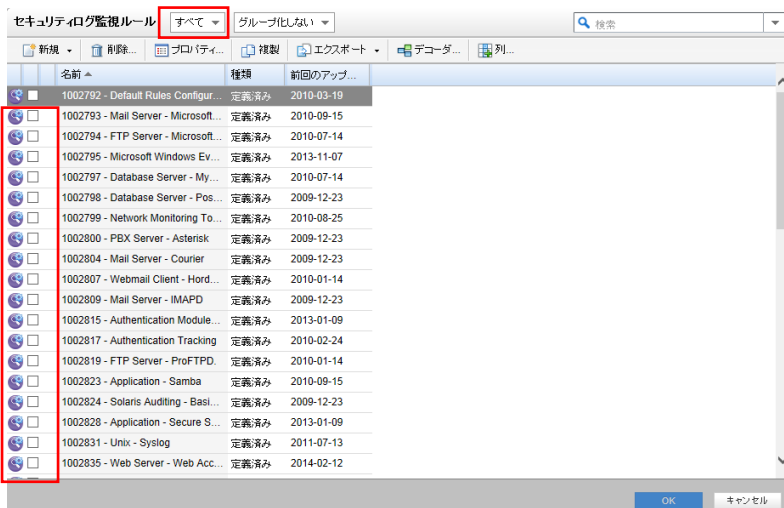 セキュリティログ監視ルール すべて グループ化しない 検索
新規 削除... プロパティ... 複製 エクスポート デコーダ... 列...
名前 種類 前回のアップ...
1002792 - Default Rules Configur... 定義済み 2010-03-19
1002793 - Mail Server - Microsoft... 定義済み 2010-09-15
1002794 - FTP Server - Microsoft... 定義済み 2010-07-14
1002795 - Microsoft Windows Ev... 定義済み 2013-11-07
1002797 - Database Server - My... 定義済み 2010-07-14
1002798 - Database Server - Pos... 定義済み 2009-12-23
1002799 - Network Monitoring To... 定義済み 2010-08-25
1002800 - PBX Server - Asterisk 定義済み 2009-12-23
1002804 - Mail Server - Courier 定義済み 2009-12-23
1002807 - Webmail Client - Hord... 定義済み 2010-01-14
1002809 - Mail Server - IMAPD 定義済み 2009-12-23
1002815 - Authentication Module... 定義済み 2013-01-09
1002817 - Authentication Tracking 定義済み 2010-02-24
1002819 - FTP Server - ProFTPD. 定義済み 2010-01-14
1002823 - Application - Samba 定義済み 2010-09-15
1002824 - Solaris Auditing - Basi... 定義済み 2009-12-23
1002828 - Application - Secure S... 定義済み 2013-01-09
1002831 - Unix - Syslog 定義済み 2011-07-13
1002835 - Web Server - Web Acc... 定義済み 2014-02-12
OK キャンセル